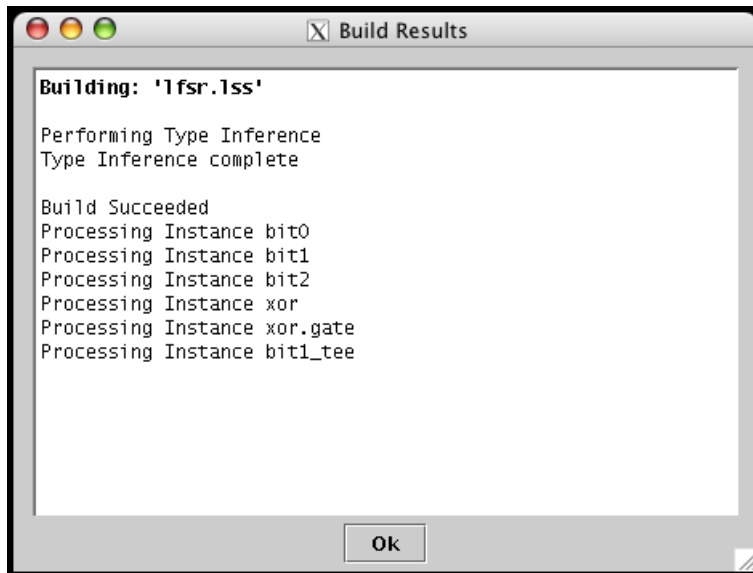 Build Results
Building: 'lfsr.lss'
Performing Type Inference
Type Inference complete
Build Succeeded
Processing Instance bit0
Processing Instance bit1
Processing Instance bit2
Processing Instance xor
Processing Instance xor.gate
Processing Instance bit1_tee
Ok